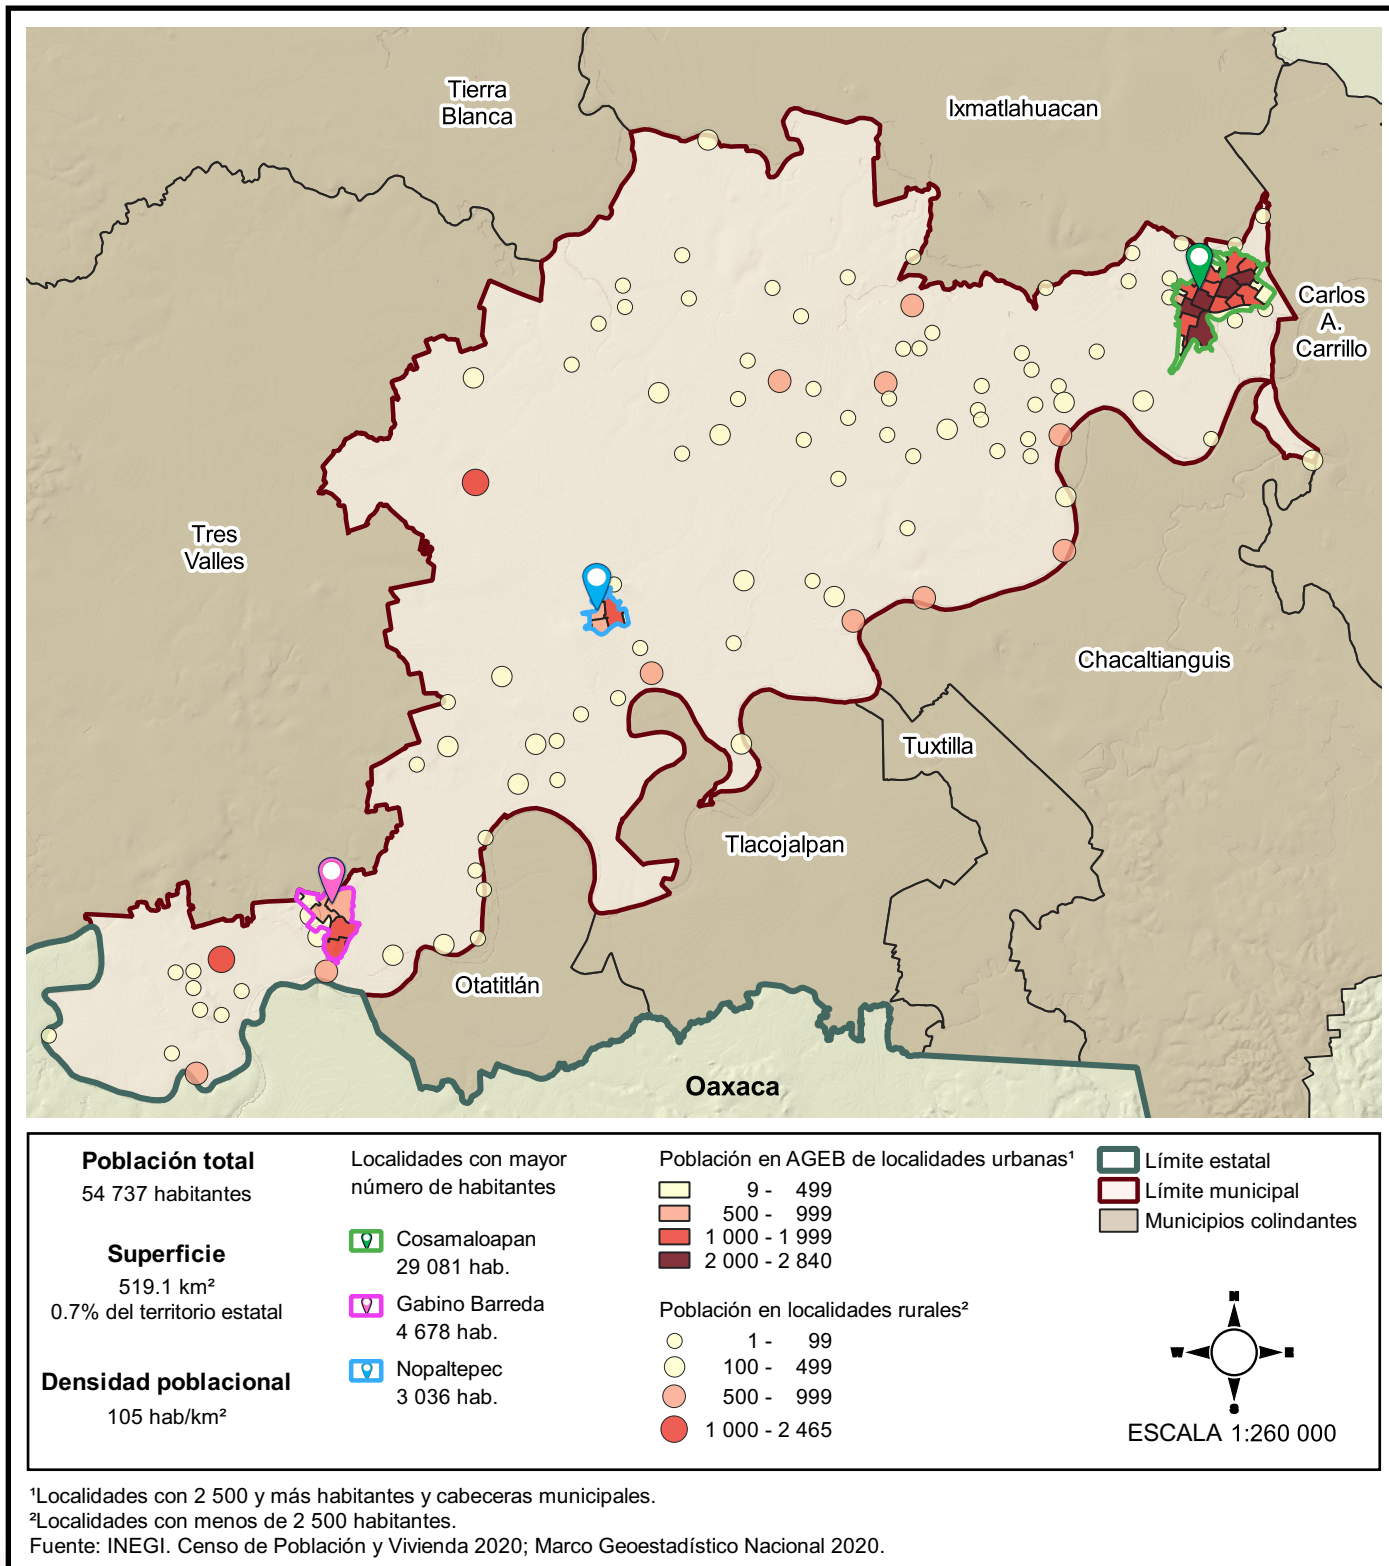 Tierra
Blanca
Ixmatlahuacan
Carlos
A.
Carrillo
Tres
Valles
Chacaltianguis
Tuxtilla
Tlacojalpan
Otatitlán
Oaxaca
Población total
54 737 habitantes
Superficie
519.1 km²
0.7% del territorio estatal
Densidad poblacional
105 hab/km²
Localidades con mayor
número de habitantes
Cosamaloapan
29 081 hab.
Gabino Barreda
4 678 hab.
Nopaltepec
3 036 hab.
Población en AGEB de localidades urbanas¹
9 - 499
500 - 999
1 000 - 1 999
2 000 - 2 840
Población en localidades rurales²
1 - 99
100 - 499
500 - 999
1 000 - 2 465
Límite estatal
Límite municipal
Municipios colindantes
N
W E
S
ESCALA 1:260 000
¹Localidades con 2 500 y más habitantes y cabeceras municipales.
²Localidades con menos de 2 500 habitantes.
Fuente: INEGI. Censo de Población y Vivienda 2020; Marco Geoestadístico Nacional 2020.